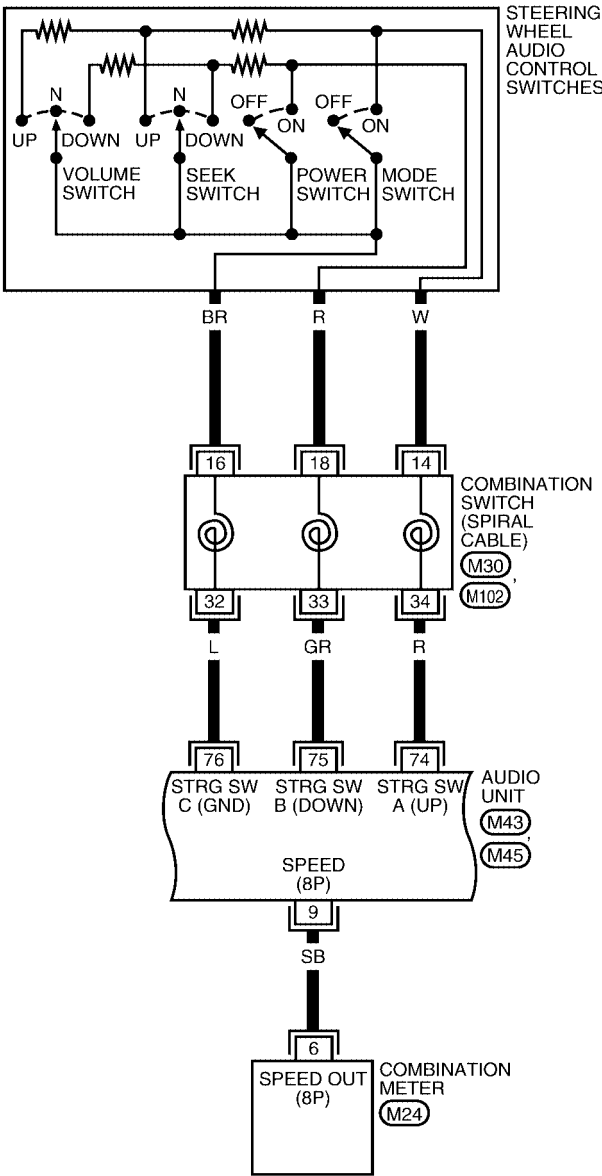 STEERING
WHEEL
AUDIO
CONTROL
SWITCHES
N
N
OFF
OFF
UP
DOWN
UP
DOWN
ON
ON
VOLUME
SWITCH
SEEK
SWITCH
POWER
SWITCH
MODE
SWITCH
BR
R
W
16
18
14
COMBINATION
SWITCH
(SPIRAL
CABLE)
M30 ,
M102
32
33
34
L
GR
R
76
75
74
STRG SW
C (GND)
STRG SW
B (DOWN)
STRG SW
A (UP)
AUDIO
UNIT
M43 ,
M45
SPEED
(8P)
9
SB
6
SPEED OUT
(8P)
COMBINATION
METER
M24